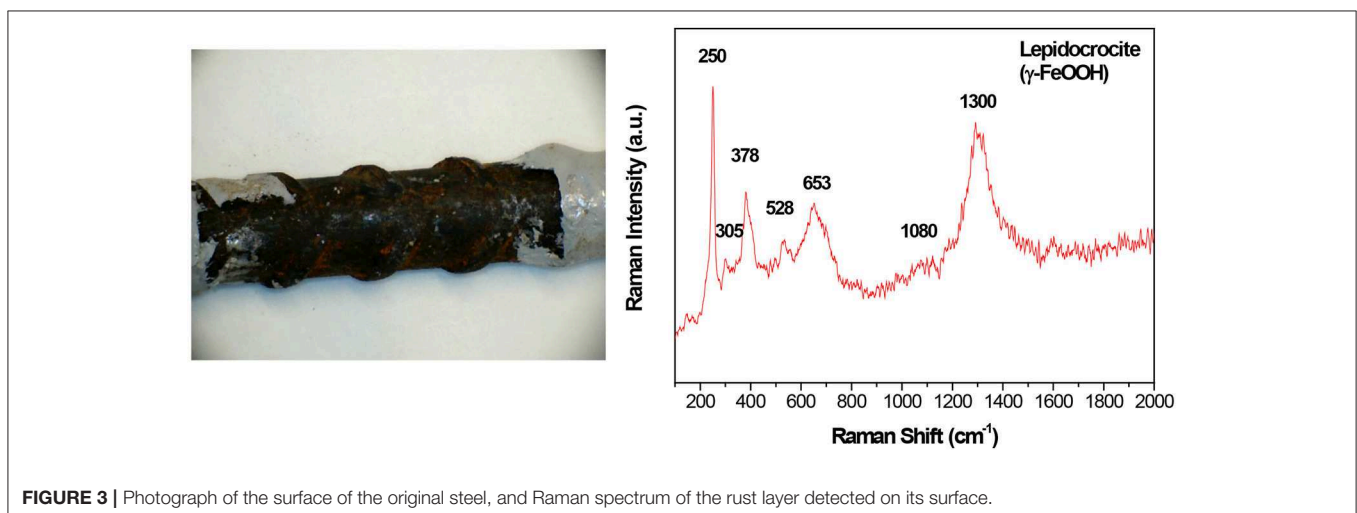 Lepidocrocite
(γ-FeOOH)
250
1300
378
653
528
305
1080
Raman Intensity (a.u.)
200 400 600 800 1000 1200 1400 1600 1800 2000
Raman Shift (cm⁻¹)
FIGURE 3 | Photograph of the surface of the original steel, and Raman spectrum of the rust layer detected on its surface.